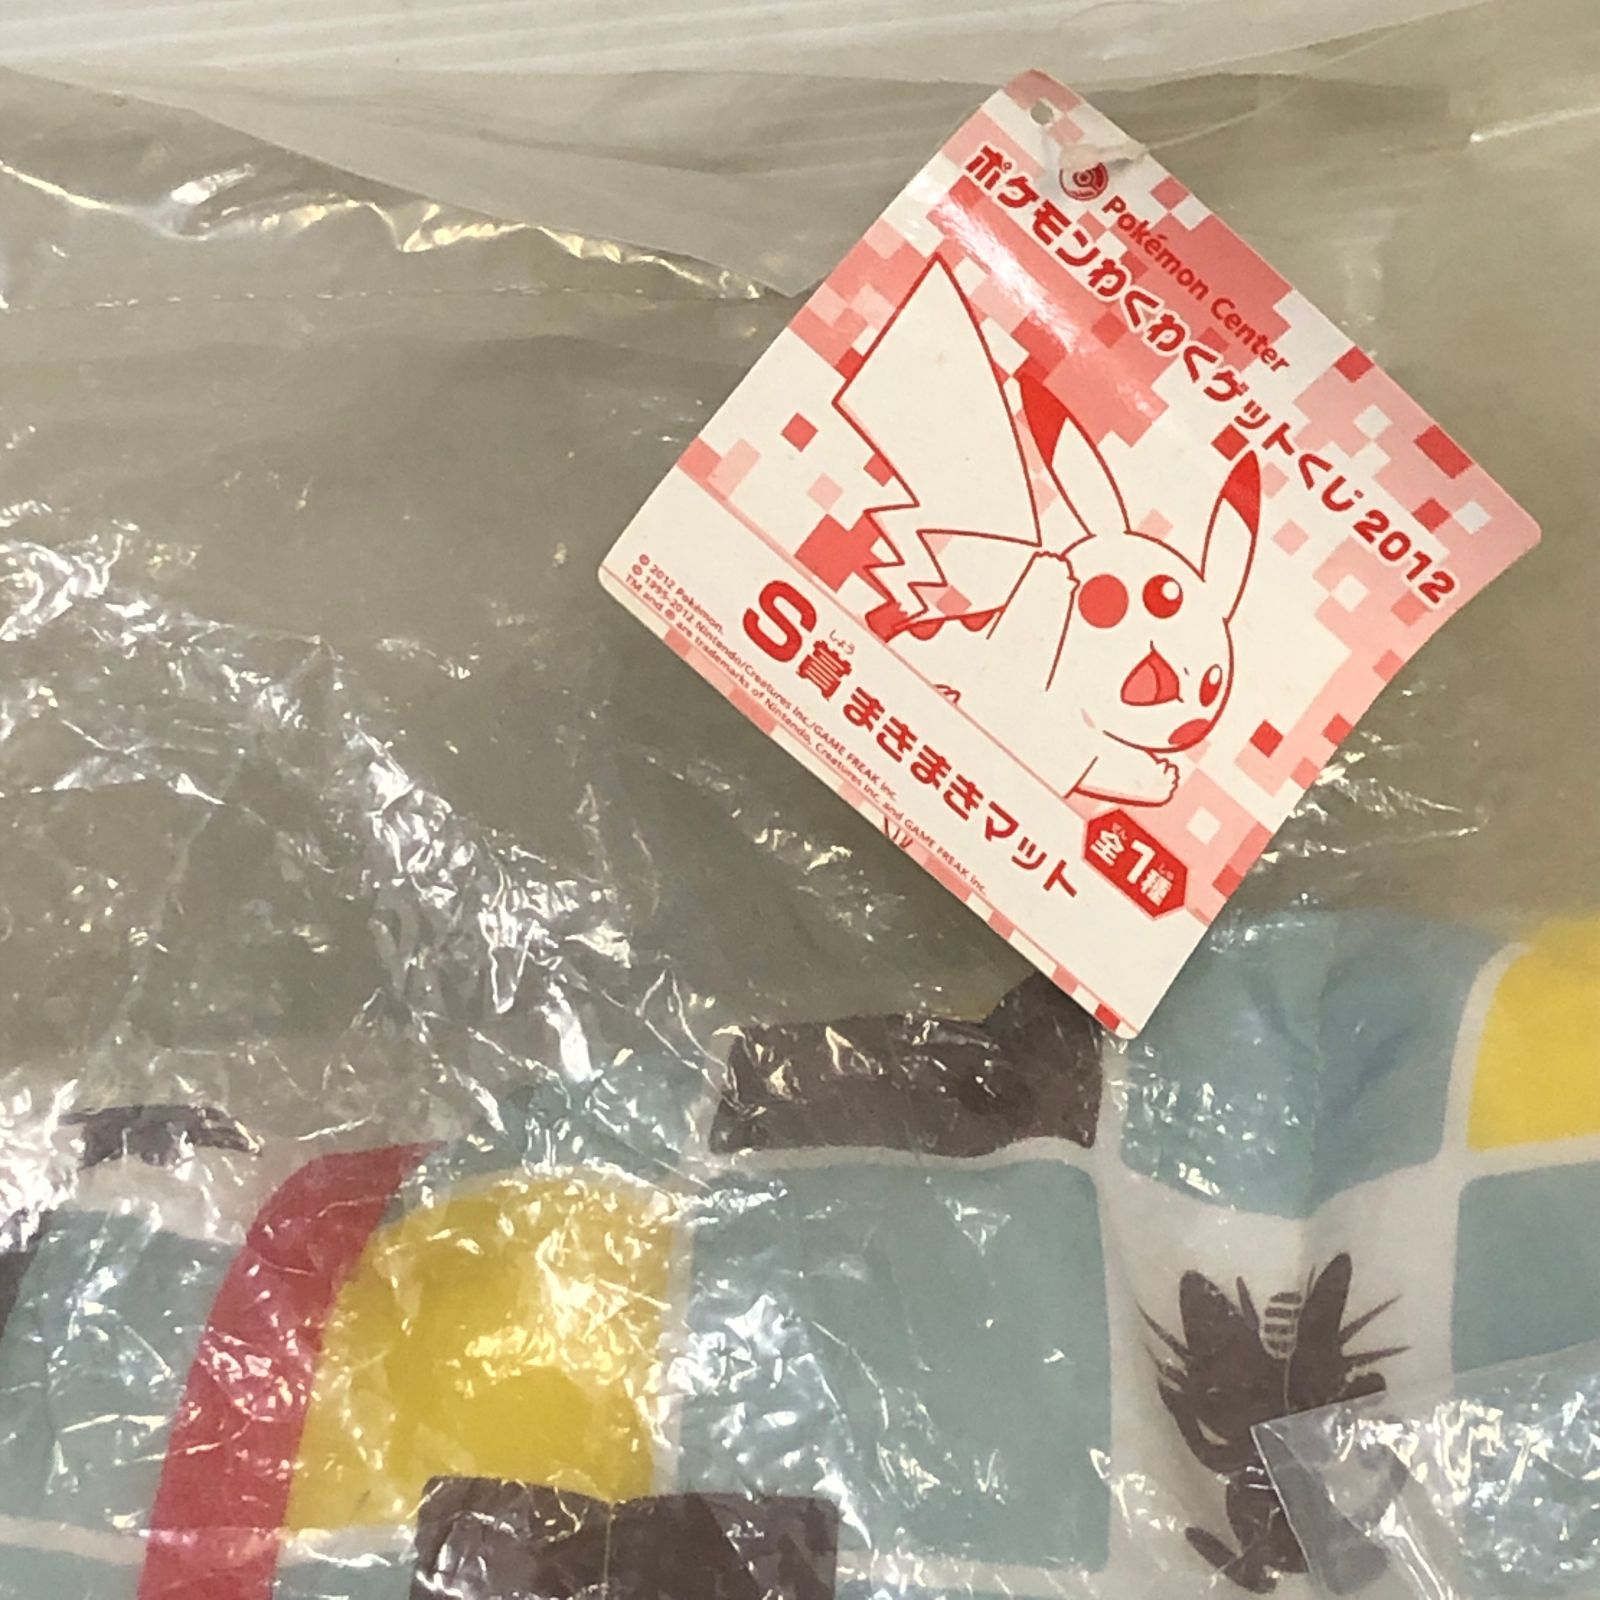 Pokémon Center
ポケモンわくわくゲットくじ2012
しょう
S賞 まきまきマット
ぜん しゅ
全1種
© 2012 Pokémon.
© 1995-2012 Nintendo/Creatures Inc./GAME FREAK inc.
TM and ® are trademarks of Nintendo, Creatures Inc. and GAME FREAK inc.